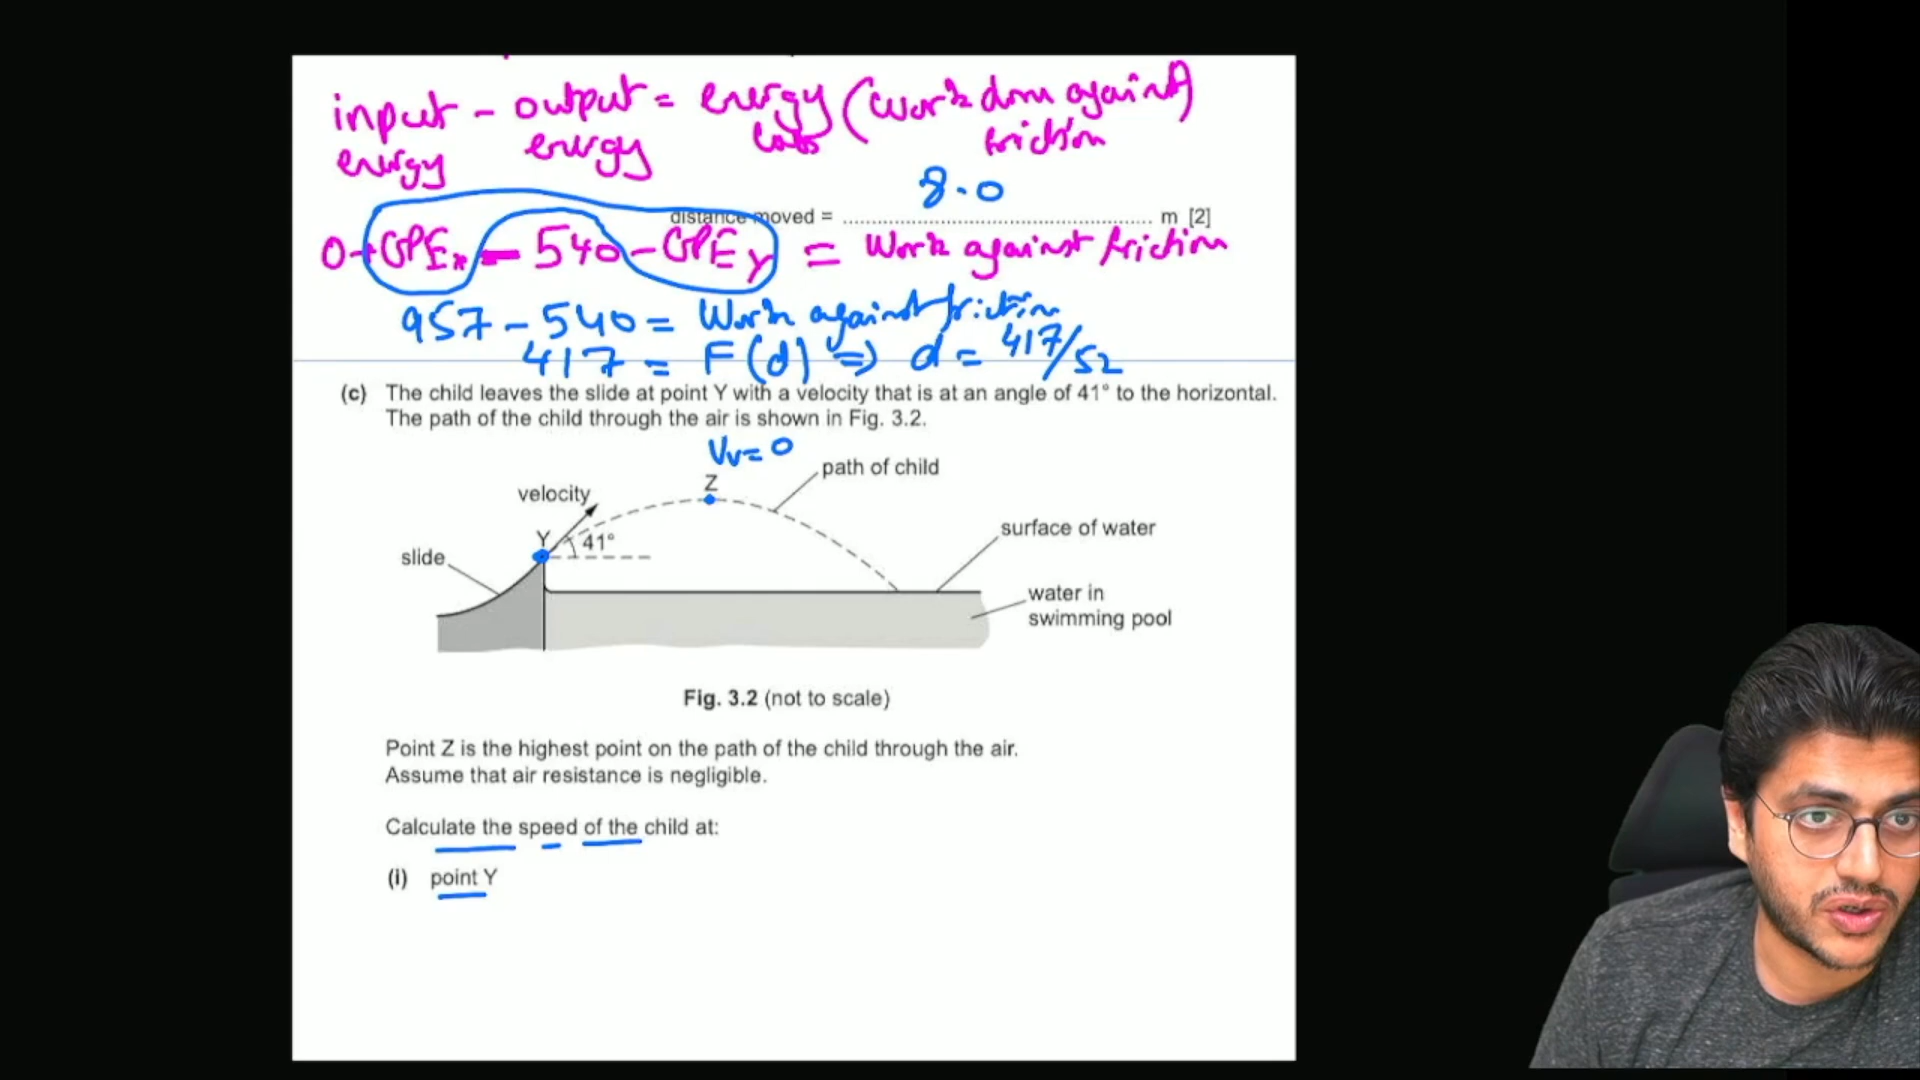 input - output = energy (work done against)
energy energy loss friction
8.0
distance moved = ........................................ m [2]
0 + GPEx - 540 - GPEy = Work against friction
957 - 540 = Work against friction
417 = F(d) => d = 417/52
(c) The child leaves the slide at point Y with a velocity that is at an angle of 41° to the horizontal.
The path of the child through the air is shown in Fig. 3.2.
Vv = 0
path of child
Z
velocity
surface of water
Y
41°
slide
water in
swimming pool
Fig. 3.2 (not to scale)
Point Z is the highest point on the path of the child through the air.
Assume that air resistance is negligible.
Calculate the speed of the child at:
(i) point Y